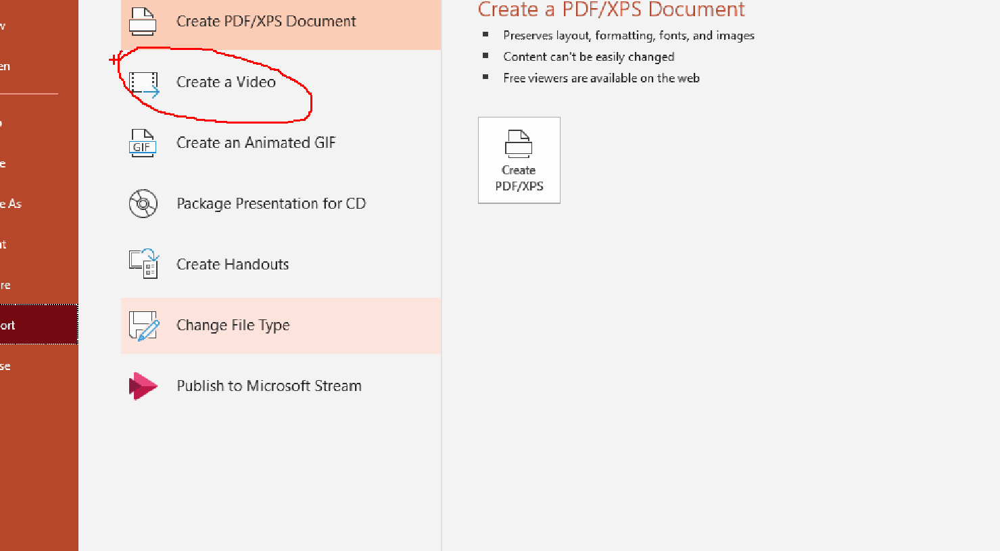 w
en
e
e As
nt
re
ort
se
Create PDF/XPS Document
Create a Video
GIF
Create an Animated GIF
Package Presentation for CD
Create Handouts
Change File Type
Publish to Microsoft Stream
Create a PDF/XPS Document
Preserves layout, formatting, fonts, and images
Content can't be easily changed
Free viewers are available on the web
Create
PDF/XPS